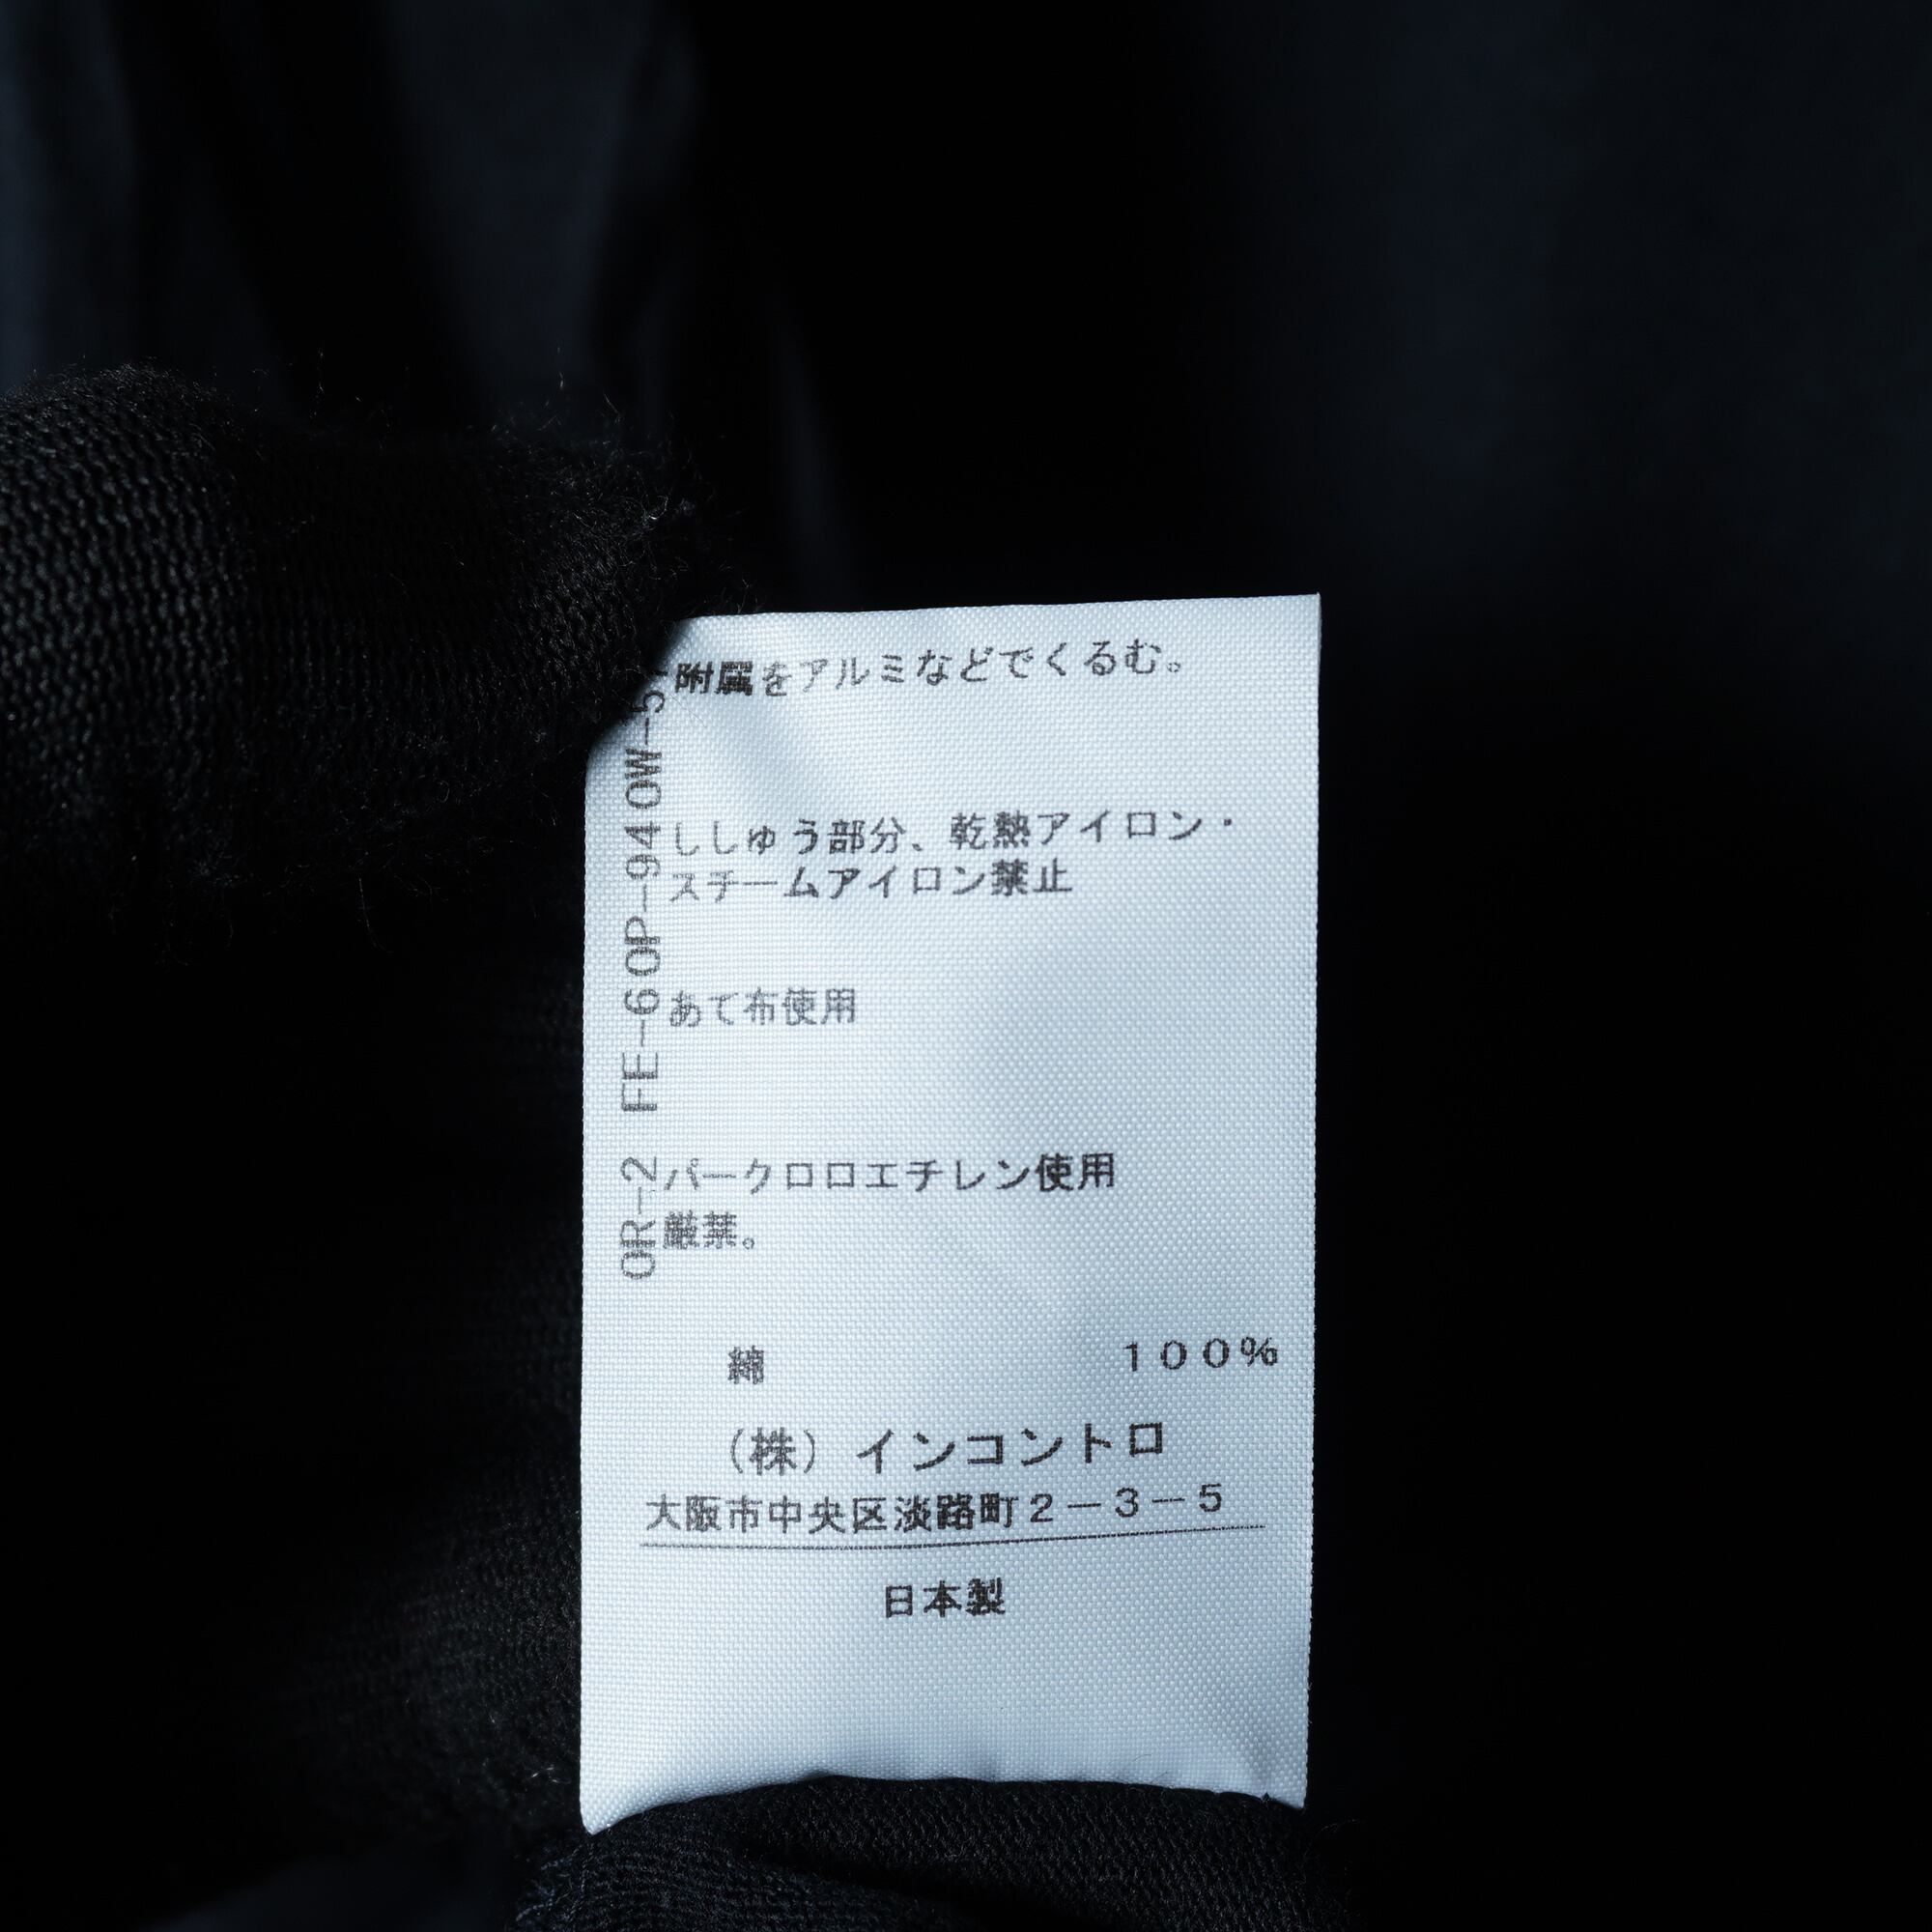 附属をアルミなどでくるむ。
ししゅう部分、乾熱アイロン・
スチームアイロン禁止
あて布使用
パークロロエチレン使用
厳禁。
綿 100%
(株) インコントロ
大阪市中央区淡路町2-3-5
日本製
OR-2 FE-60P-940W-5